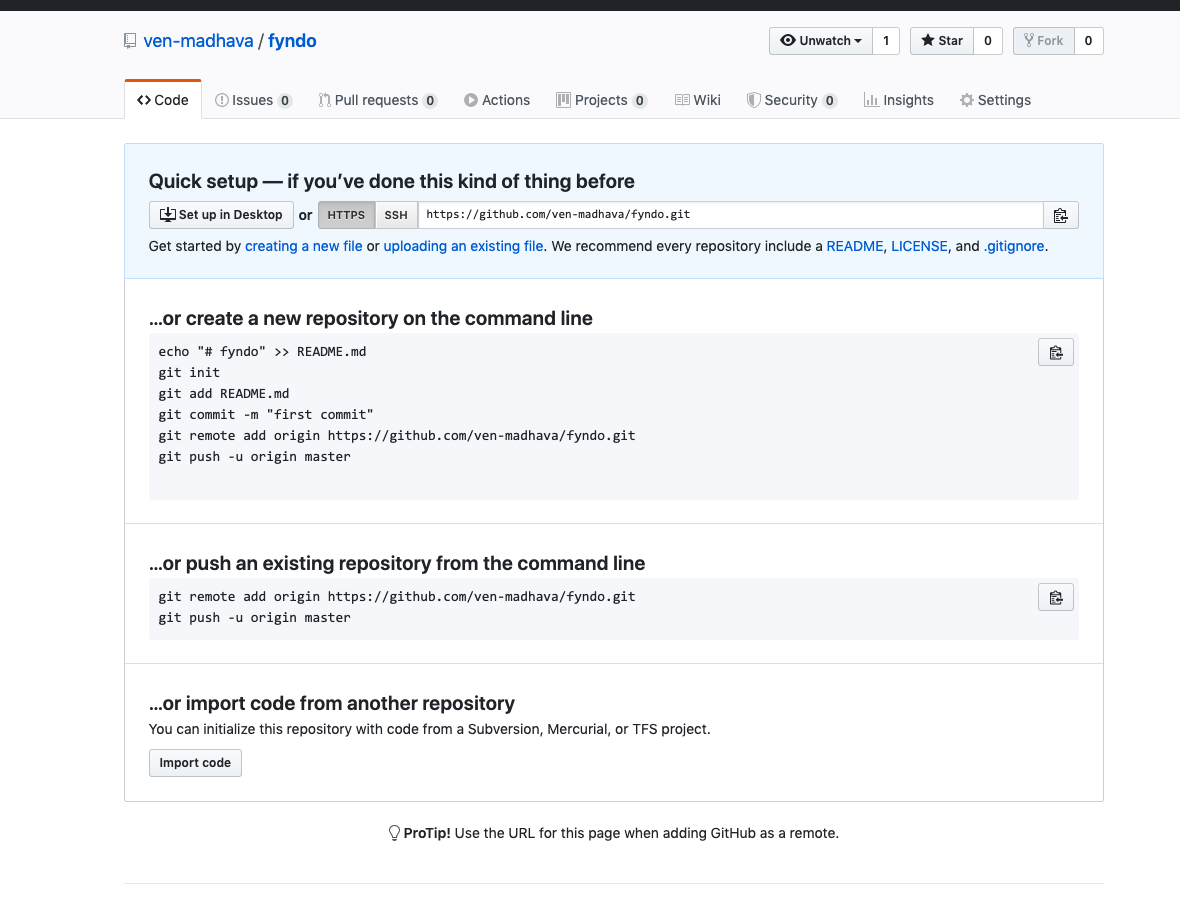 ven-madhava / fyndo
Unwatch 1 Star 0 Fork 0
Code Issues 0 Pull requests 0 Actions Projects 0 Wiki Security 0 Insights Settings
Quick setup — if you’ve done this kind of thing before
Set up in Desktop or HTTPS SSH https://github.com/ven-madhava/fyndo.git
Get started by creating a new file or uploading an existing file. We recommend every repository include a README, LICENSE, and .gitignore.
…or create a new repository on the command line
echo "# fyndo" >> README.md
git init
git add README.md
git commit -m "first commit"
git remote add origin https://github.com/ven-madhava/fyndo.git
git push -u origin master
…or push an existing repository from the command line
git remote add origin https://github.com/ven-madhava/fyndo.git
git push -u origin master
…or import code from another repository
You can initialize this repository with code from a Subversion, Mercurial, or TFS project.
Import code
ProTip! Use the URL for this page when adding GitHub as a remote.